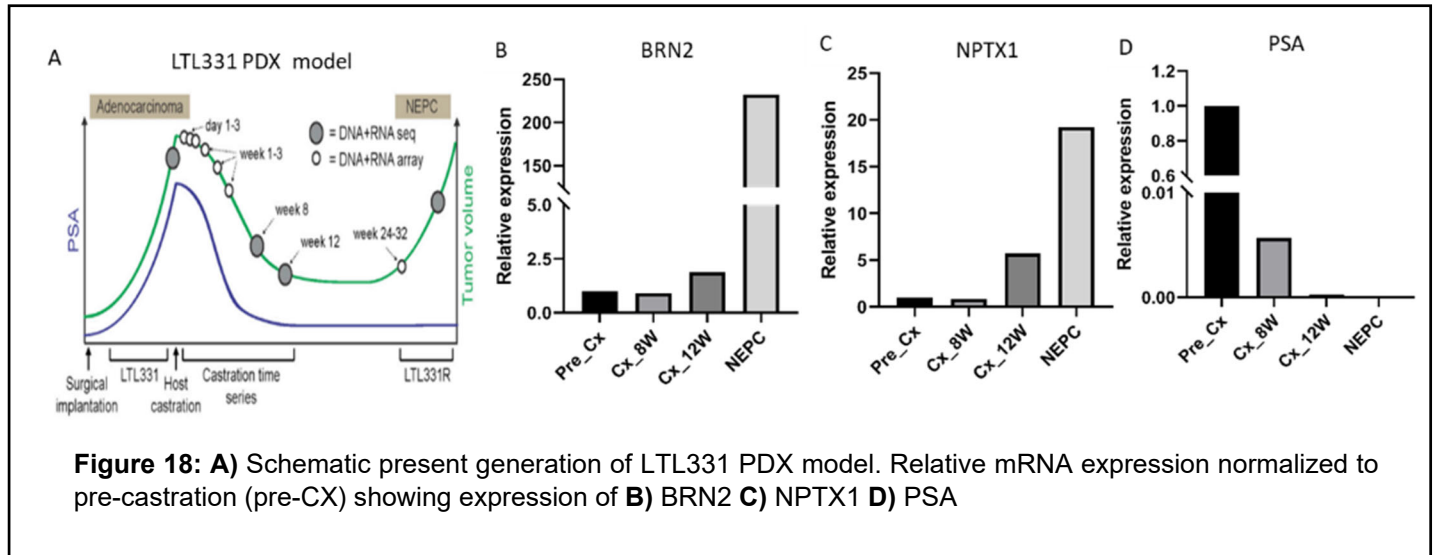 A
LTL331 PDX model
Adenocarcinoma
NEPC
day 1-3
= DNA+RNA seq
week 1-3
= DNA+RNA array
week 8
week 12
week 24-32
PSA
Tumor volume
Surgical
implantation
LTL331
Host
castration
Castration time
series
LTL331R
B
BRN2
Relative expression
250
200
150
5.0
2.5
0.0
Pre_Cx
Cx_8W
Cx_12W
NEPC
C
NPTX1
Relative expression
25
20
15
10
5
0
Pre_Cx
Cx_8W
Cx_12W
NEPC
D
PSA
Relative expression
1.2
1.0
0.8
0.6
0.01
0.00
Pre_Cx
Cx_8W
Cx_12W
NEPC
Figure 18: A) Schematic present generation of LTL331 PDX model. Relative mRNA expression normalized to
pre-castration (pre-CX) showing expression of B) BRN2 C) NPTX1 D) PSA